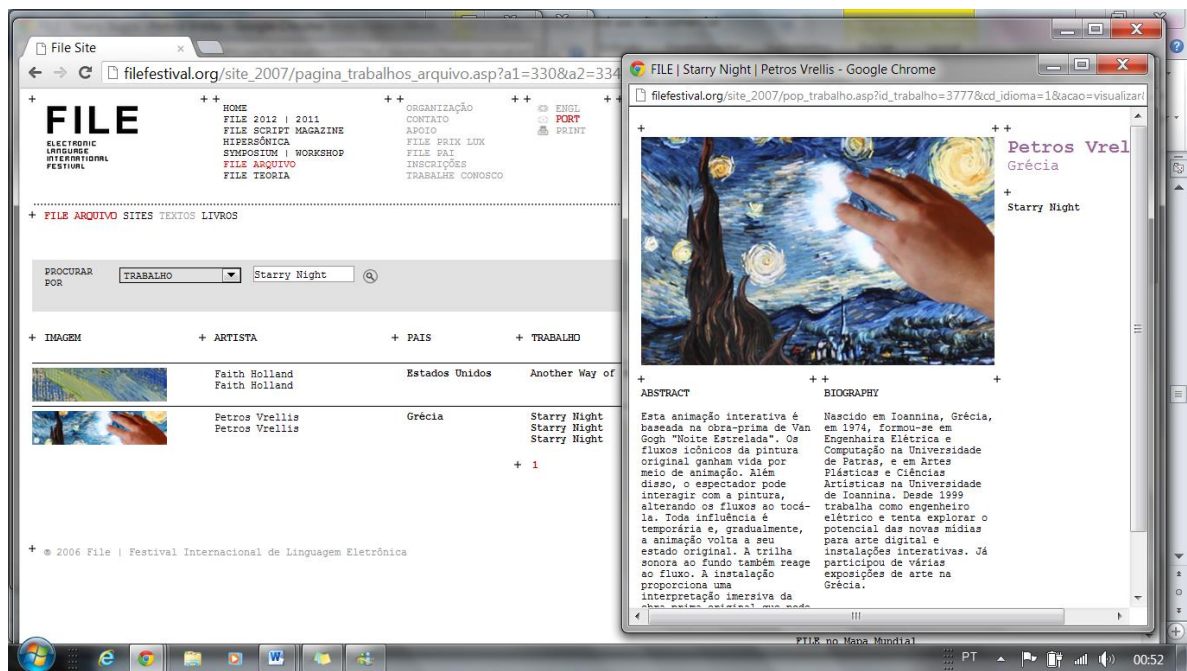 File Site
filefestival.org/site_2007/pagina_trabalhos_arquivo.asp?a1=330&a2=334
FILE
ELECTRONIC
LANGUAGE
INTERNATIONAL
FESTIVAL
HOME
FILE 2012 | 2011
FILE SCRIPT MAGAZINE
HIPERSÔNICA
SYMPOSIUM | WORKSHOP
FILE ARQUIVO
FILE TEORIA
ORGANIZAÇÃO
CONTATO
APOIO
FILE PRIX LUX
FILE PAI
INSCRIÇÕES
TRABALHE CONOSCO
ENGL
PORT
PRINT
+ FILE ARQUIVO SITES TEXTOS LIVROS
PROCURAR
POR
TRABALHO
Starry Night
+ IMAGEM + ARTISTA + PAIS + TRABALHO
Faith Holland Estados Unidos Another Way of
Faith Holland
Petros Vrellis Grécia Starry Night
Petros Vrellis Starry Night
Starry Night
+ 1
+ © 2006 File | Festival Internacional de Linguagem Eletrônica
FILE | Starry Night | Petros Vrellis - Google Chrome
filefestival.org/site_2007/pop_trabalho.asp?id_trabalho=3777&cd_idioma=1&acao=visualizar
Petros Vrel
Grécia
+
Starry Night
ABSTRACT
Esta animação interativa é
baseada na obra-prima de Van
Gogh "Noite Estrelada". Os
fluxos icônicos da pintura
original ganham vida por
meio de animação. Além
disso, o espectador pode
interagir com a pintura,
alterando os fluxos ao tocá-
la. Toda influência é
temporária e, gradualmente,
a animação volta a seu
estado original. A trilha
sonora ao fundo também reage
ao fluxo. A instalação
proporciona uma
interpretação imersiva da
obra-prima original que pode
BIOGRAPHY
Nascido em Ioannina, Grécia,
em 1974, formou-se em
Engenhaira Elétrica e
Computação na Universidade
de Patras, e em Artes
Plásticas e Ciências
Artísticas na Universidade
de Ioannina. Desde 1999
trabalha como engenheiro
elétrico e tenta explorar o
potencial das novas mídias
para arte digital e
instalações interativas. Já
participou de várias
exposições de arte na
Grécia.
FILE no Mapa Mundial
PT
00:52